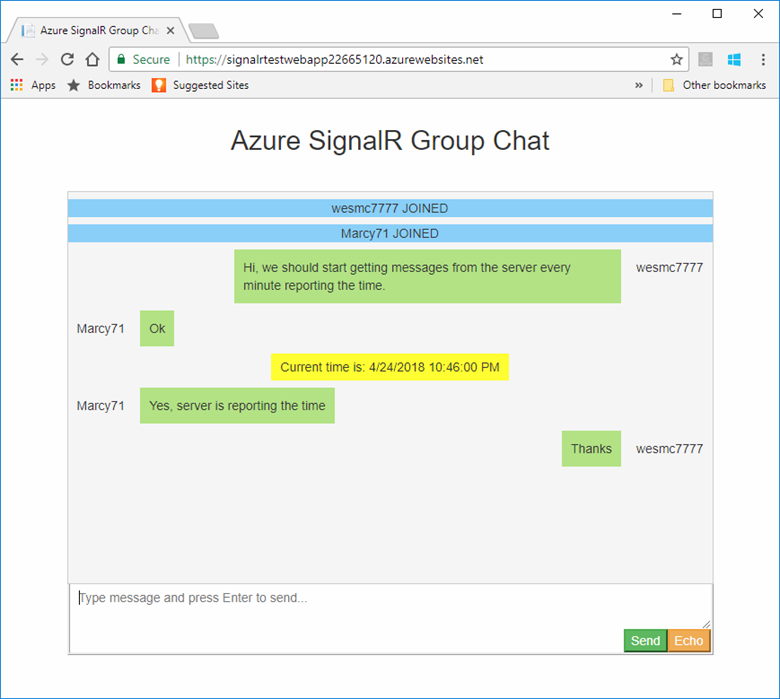 Azure SignalR Group Cha
Secure https://signalrtestwebapp22665120.azurewebsites.net
Apps Bookmarks Suggested Sites » Other bookmarks
Azure SignalR Group Chat
wesmc7777 JOINED
Marcy71 JOINED
Hi, we should start getting messages from the server every
minute reporting the time.
wesmc7777
Marcy71 Ok
Current time is: 4/24/2018 10:46:00 PM
Marcy71 Yes, server is reporting the time
Thanks wesmc7777
Type message and press Enter to send...
Send Echo